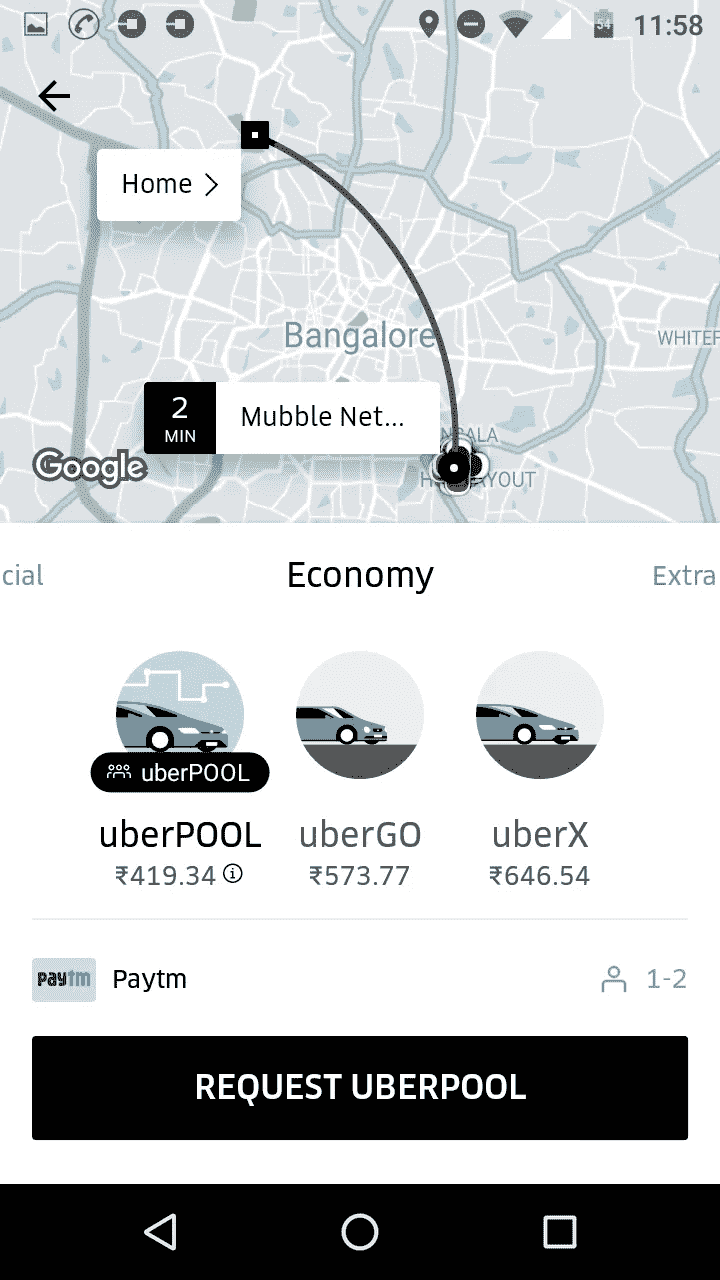 54 11:58
Home
Bangalore
WHITEF
2
MIN
Mubble Net...
Google
cial Economy Extra
uberPOOL
uberPOOL uberGO uberX
₹419.34 ₹573.77 ₹646.54
paytm Paytm 1-2
REQUEST UBERPOOL